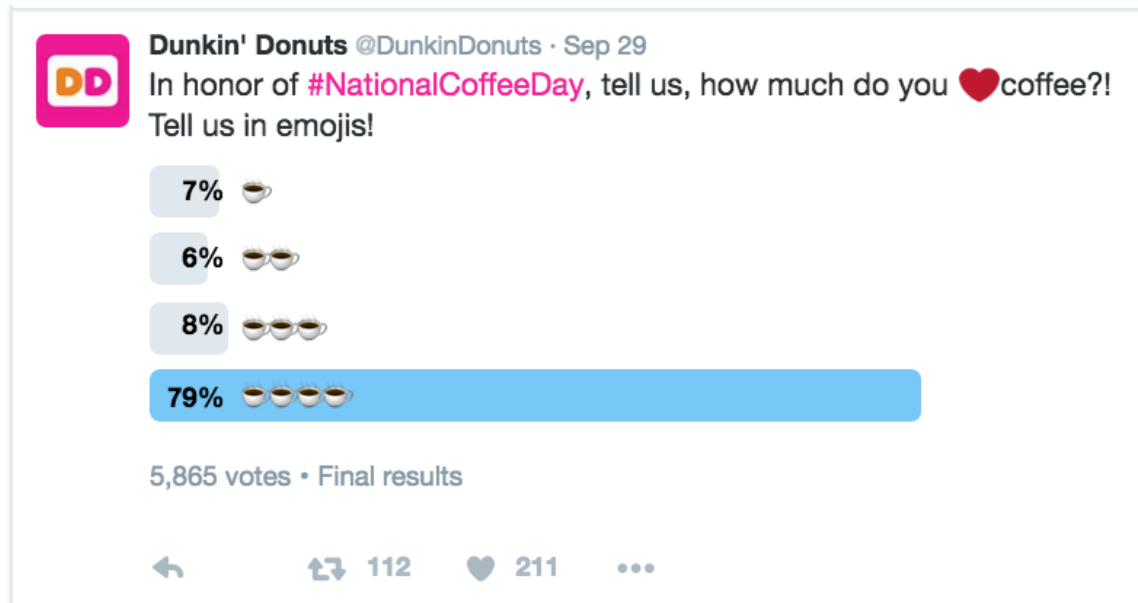 DD
Dunkin' Donuts @DunkinDonuts · Sep 29
In honor of #NationalCoffeeDay, tell us, how much do you ❤coffee?!
Tell us in emojis!
7% ☕
6% ☕☕
8% ☕☕☕
79% ☕☕☕☕
5,865 votes • Final results
112 211